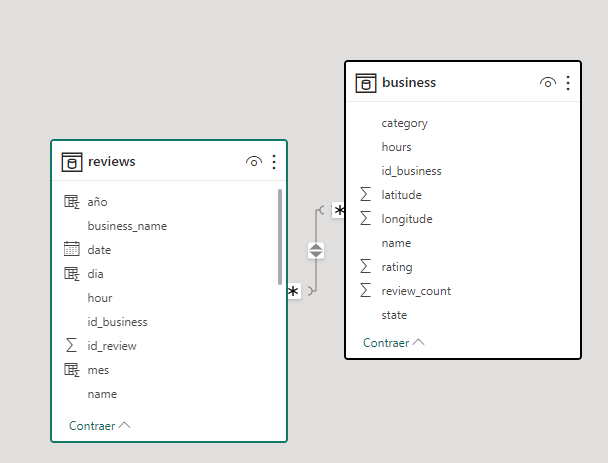 reviews
año
business_name
date
dia
hour
id_business
id_review
mes
name
Contraer
business
category
hours
id_business
latitude
longitude
name
rating
review_count
state
Contraer